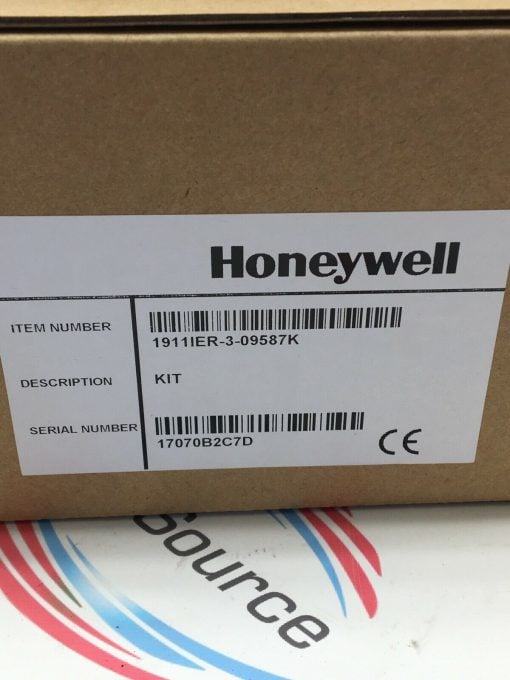 Honeywell
ITEM NUMBER
1911IER-3-09587K
DESCRIPTION
KIT
SERIAL NUMBER
17070B2C7D
CE
Source